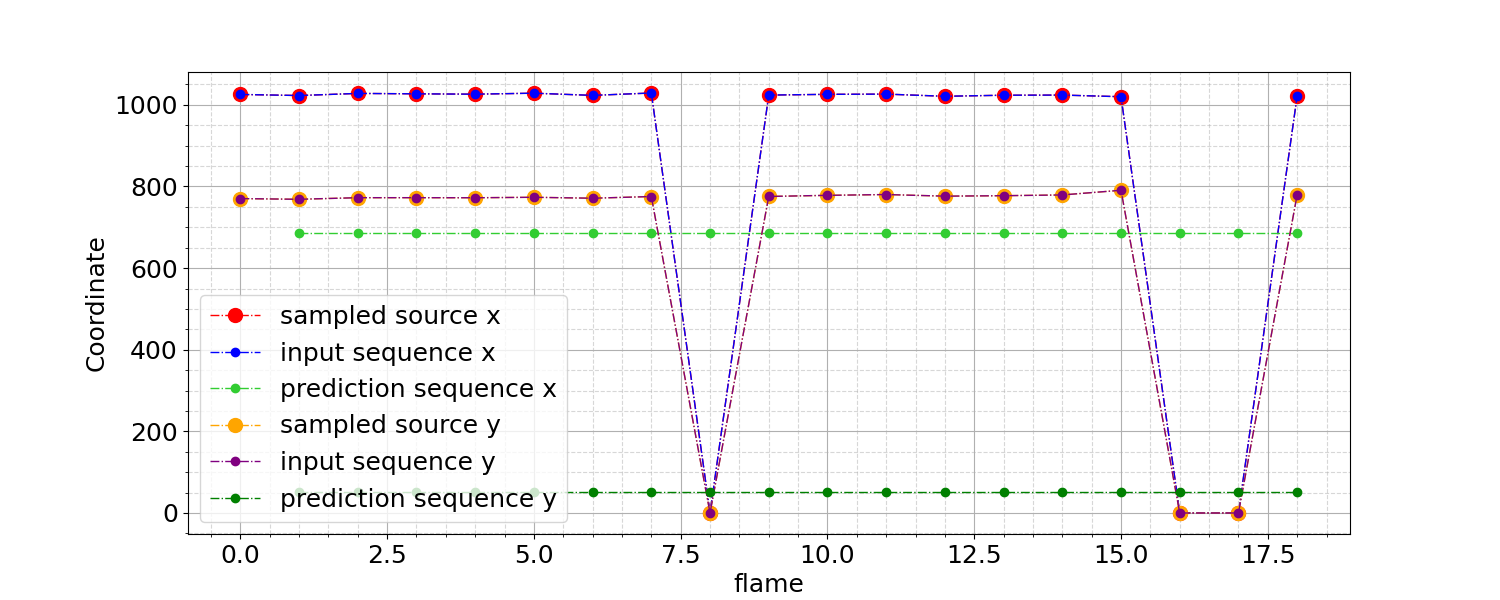 1000
800
600
400
200
0
Coordinate
sampled source x
input sequence x
prediction sequence x
sampled source y
input sequence y
prediction sequence y
0.0 2.5 5.0 7.5 10.0 12.5 15.0 17.5
flame